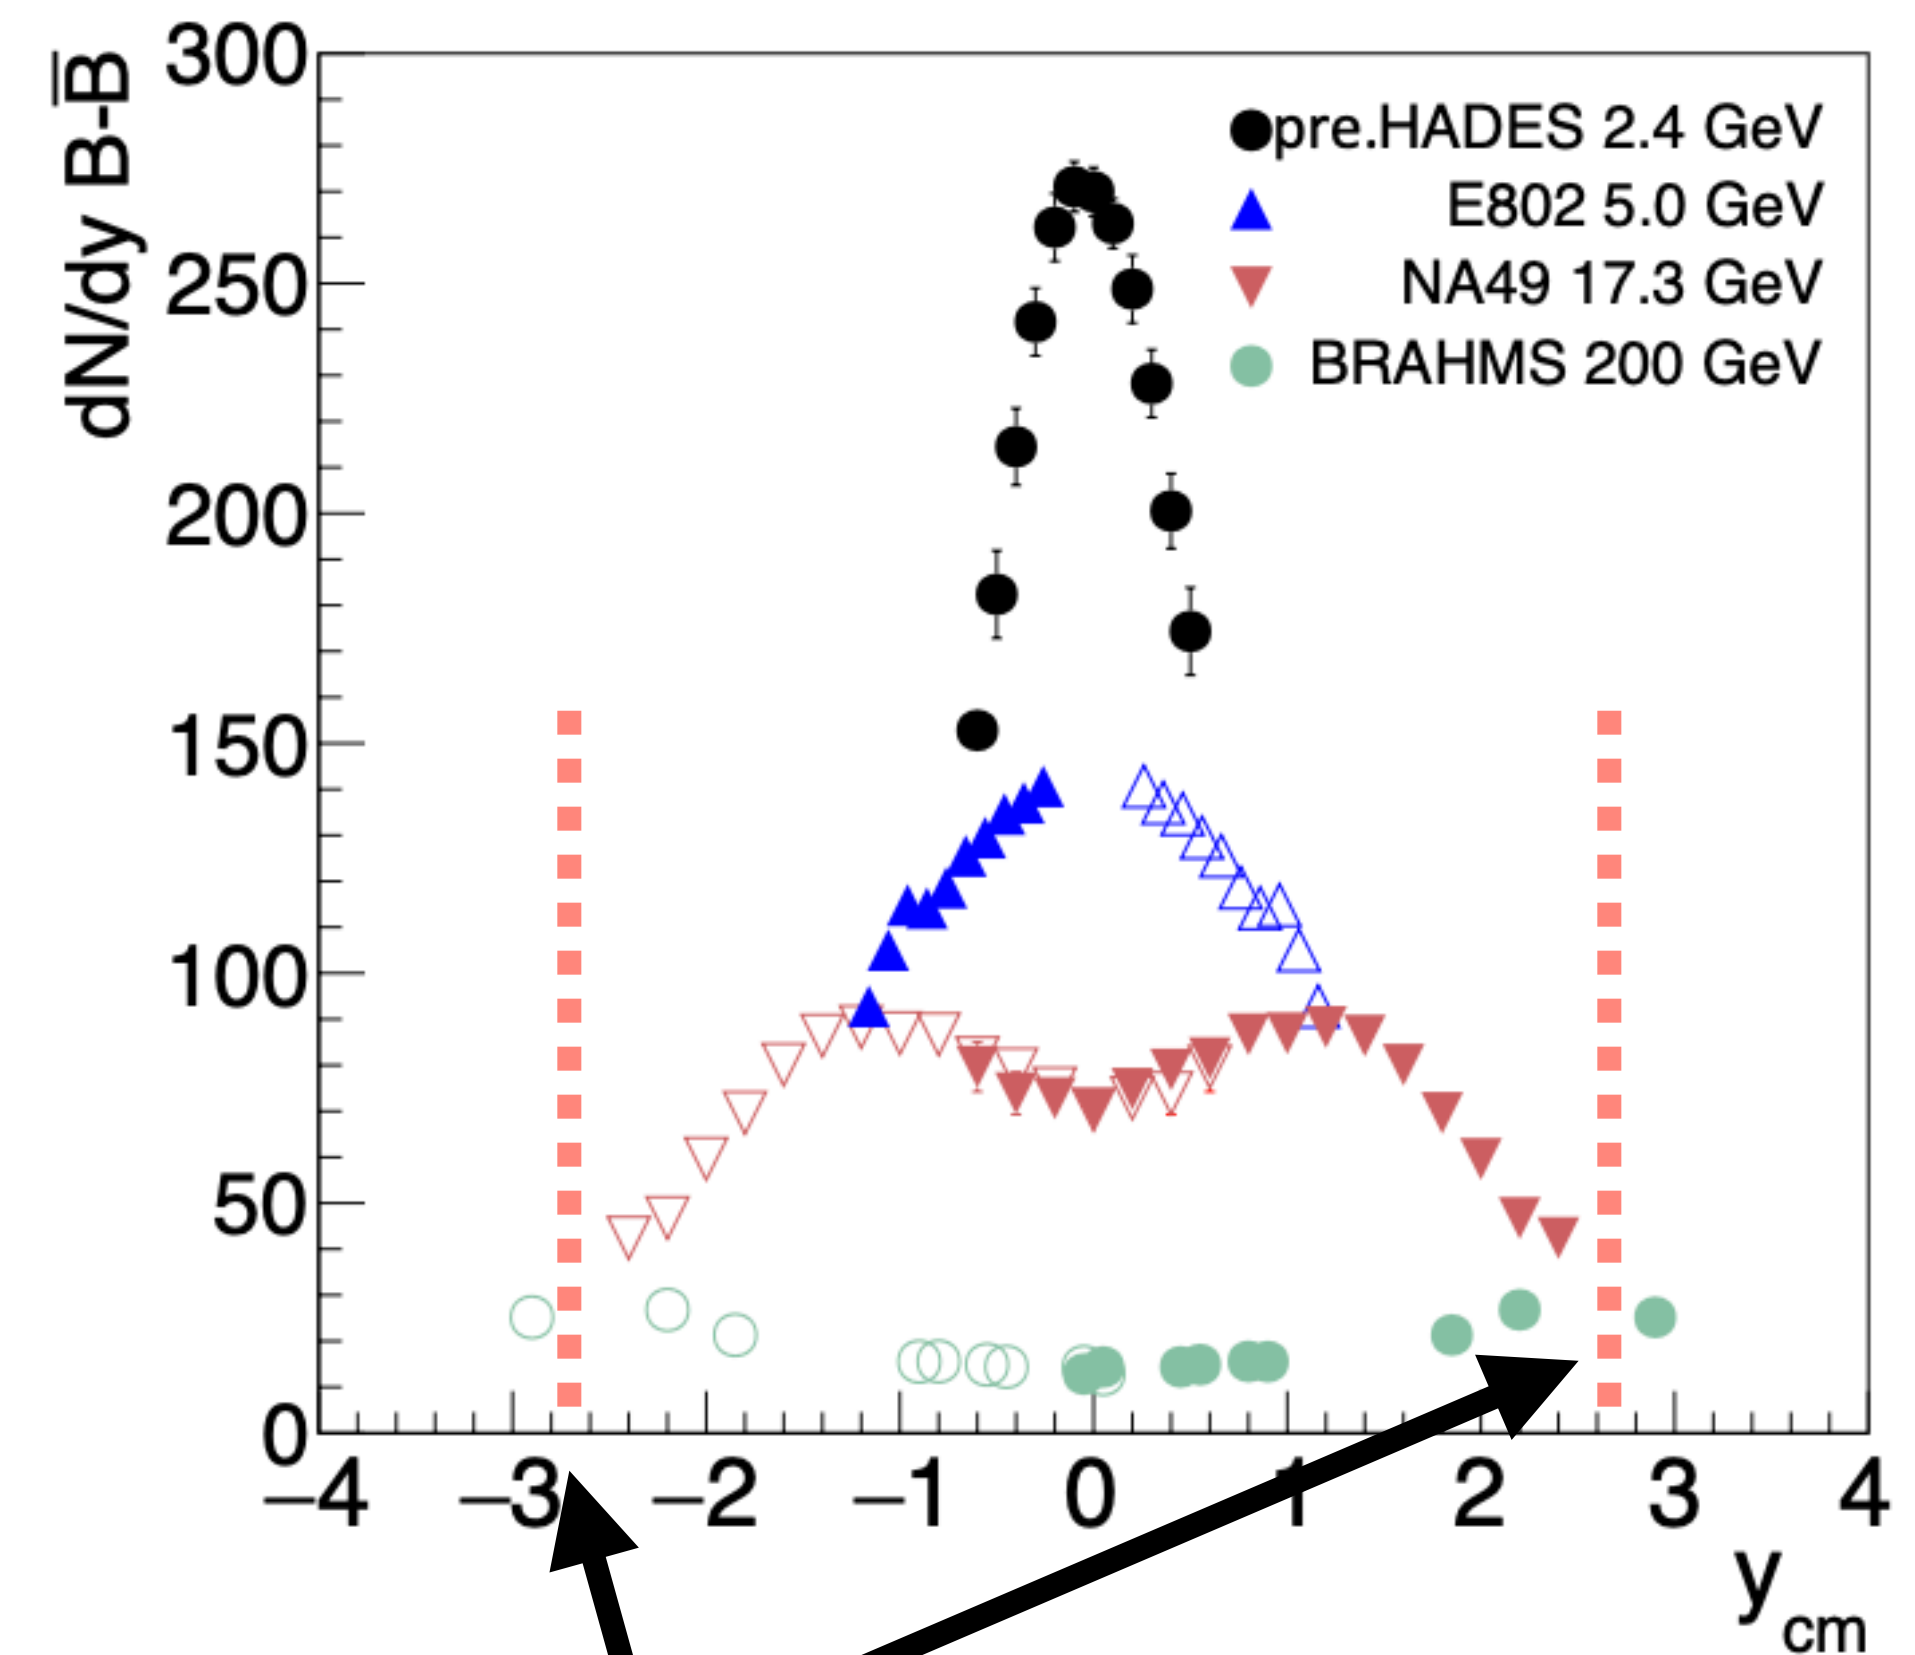 dN/dy B-B̅
300
250
200
150
100
50
0
pre.HADES 2.4 GeV
E802 5.0 GeV
NA49 17.3 GeV
BRAHMS 200 GeV
−4 −3 −2 −1 0 1 2 3 4
y_cm